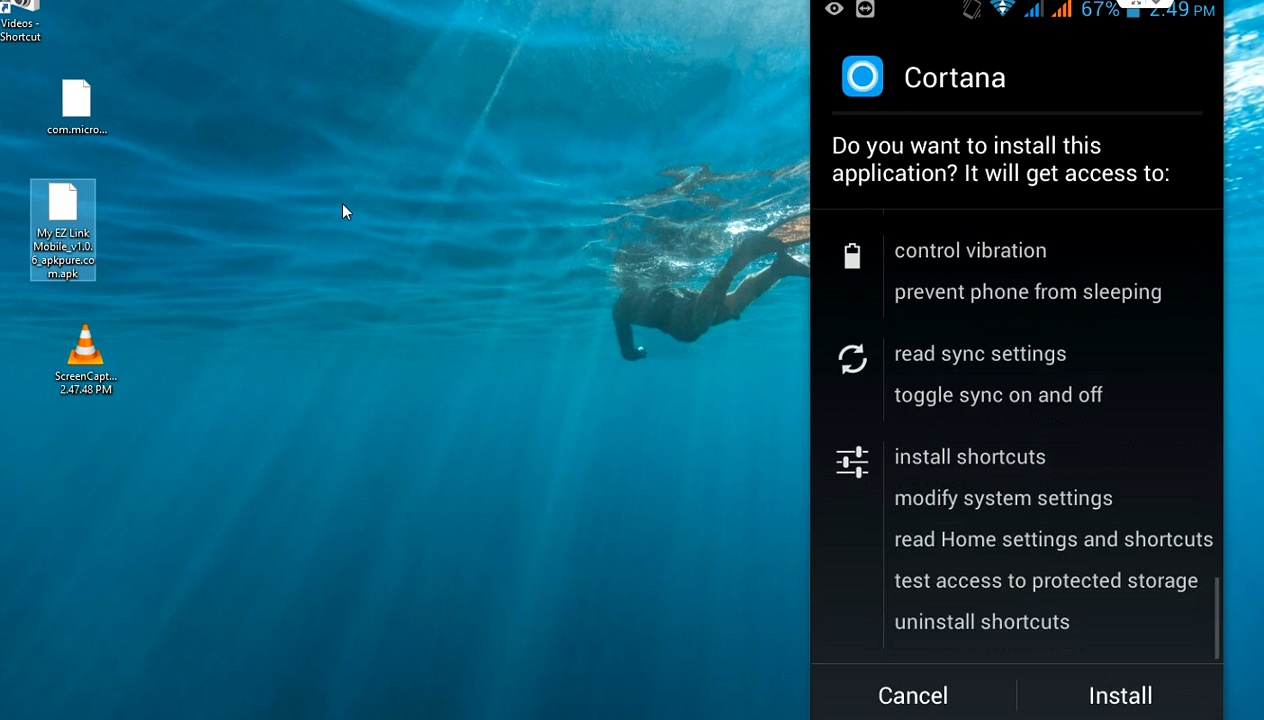 Videos -
Shortcut
com.micro...
My EZ Link
Mobile_v1.0.
6_apkpure.co
m.apk
ScreenCapt...
2.47.48 PM
67% 2:49 PM
Cortana
Do you want to install this
application? It will get access to:
control vibration
prevent phone from sleeping
read sync settings
toggle sync on and off
install shortcuts
modify system settings
read Home settings and shortcuts
test access to protected storage
uninstall shortcuts
Cancel
Install